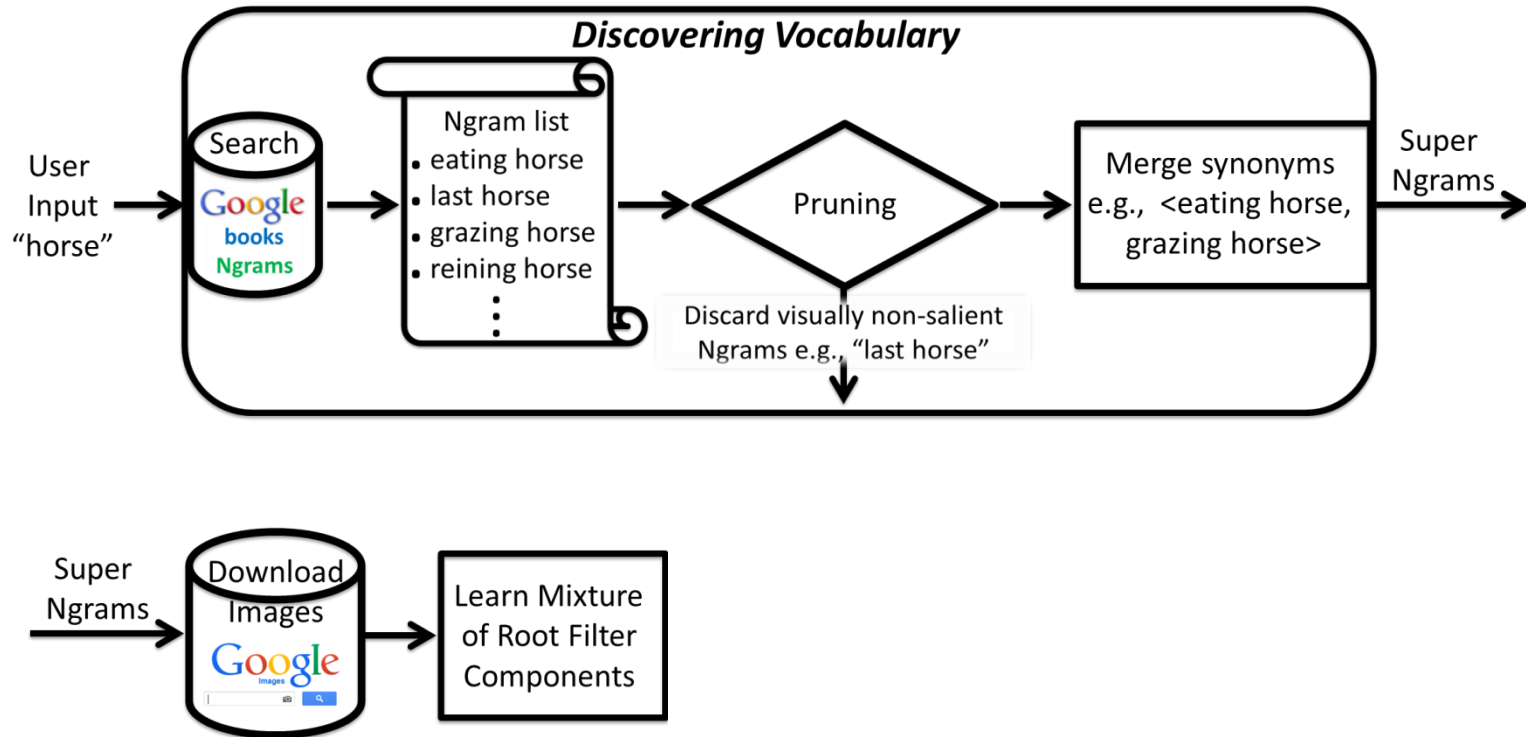 Discovering Vocabulary
User
Input
“horse”
Search
Google
books
Ngrams
Ngram list
▪ eating horse
▪ last horse
▪ grazing horse
▪ reining horse
Pruning
Discard visually non-salient
Ngrams e.g., “last horse”
Merge synonyms
e.g., <eating horse,
grazing horse>
Super
Ngrams
Super
Ngrams
Download
Images
Google
Images
Learn Mixture
of Root Filter
Components